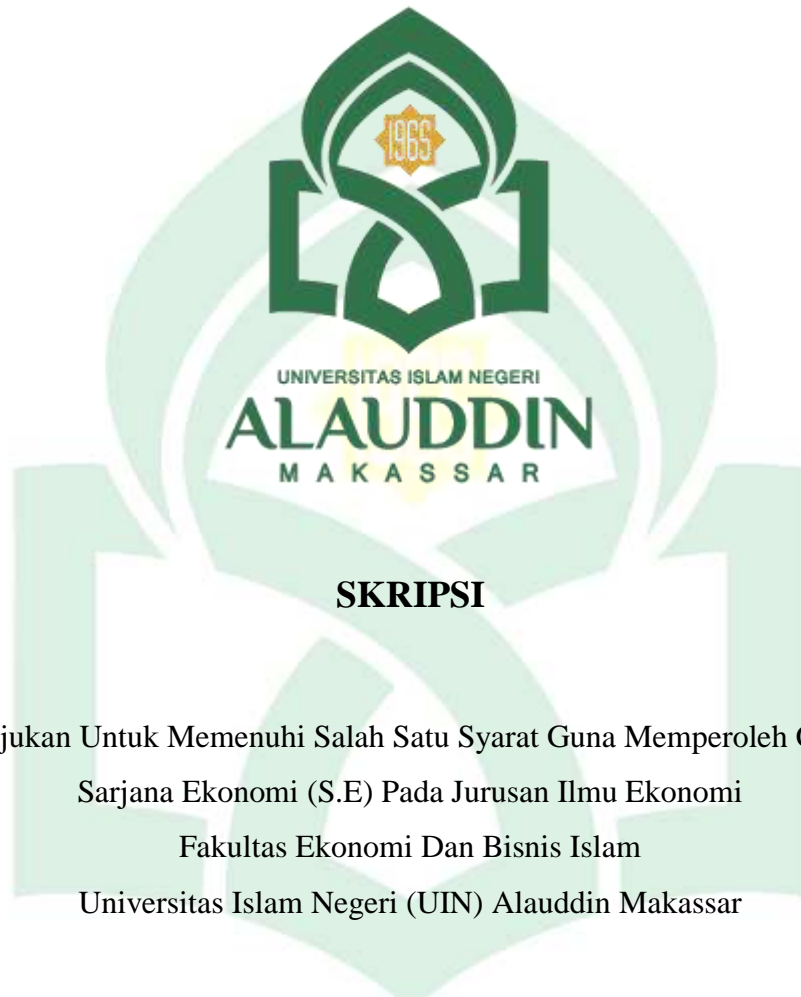 1965
UNIVERSITAS ISLAM NEGERI
ALAUDDIN
MAKASSAR
SKRIPSI
jukan Untuk Memenuhi Salah Satu Syarat Guna Memperoleh
Sarjana Ekonomi (S.E) Pada Jurusan Ilmu Ekonomi
Fakultas Ekonomi Dan Bisnis Islam
Universitas Islam Negeri (UIN) Alauddin Makassar